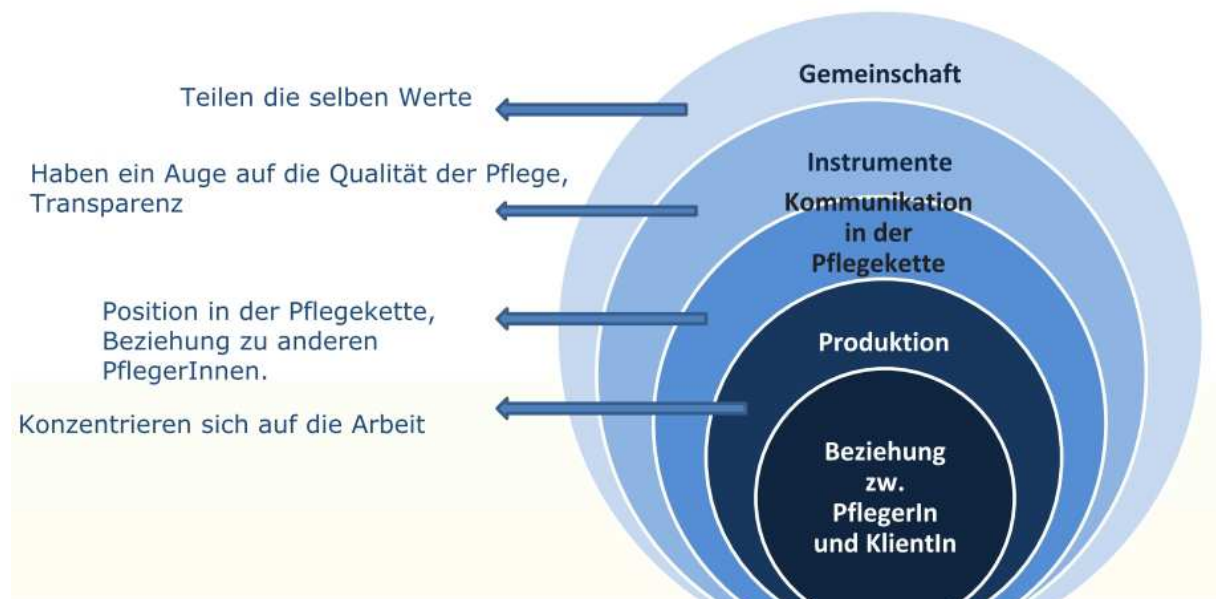 Teilen die selben Werte
Haben ein Auge auf die Qualität der Pflege,
Transparenz
Position in der Pflegekette,
Beziehung zu anderen
PflegerInnen.
Konzentrieren sich auf die Arbeit
Gemeinschaft
Instrumente
Kommunikation
in der
Pflegekette
Produktion
Beziehung
zw.
PflegerIn
und KlientIn